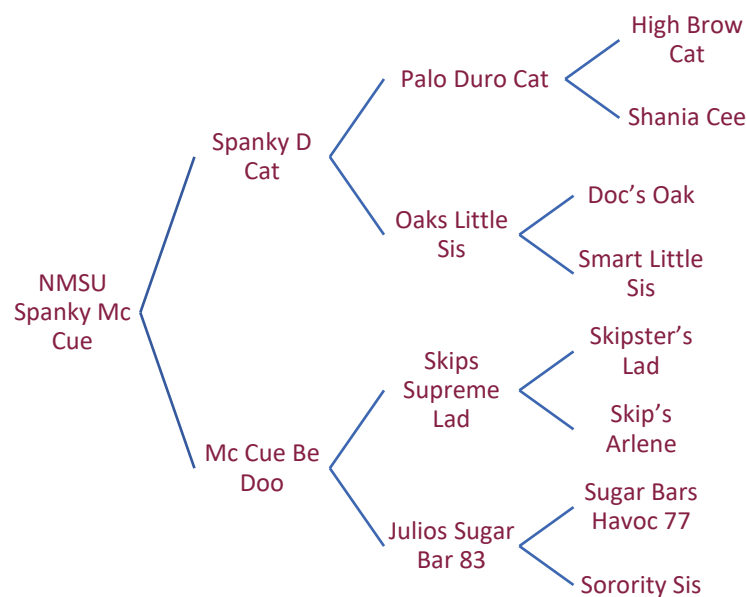 High Brow
Cat
Palo Duro Cat
Shania Cee
Spanky D
Cat
Doc’s Oak
Oaks Little
Sis
Smart Little
Sis
NMSU
Spanky Mc
Cue
Skipster’s
Lad
Skips
Supreme
Lad
Skip’s
Arlene
Mc Cue Be
Doo
Sugar Bars
Havoc 77
Julios Sugar
Bar 83
Sorority Sis